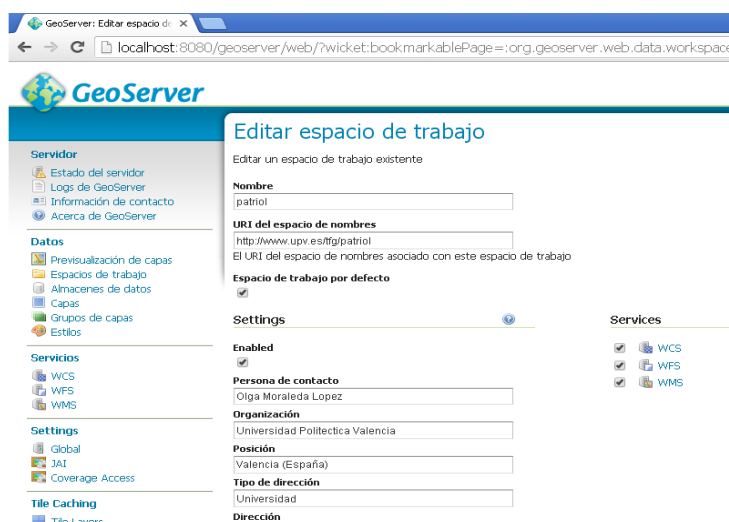 GeoServer: Editar espacio de
localhost:8080/geoserver/web/?wicket:bookmarkablePage=:org.geoserver.web.data.workspace
GeoServer
Editar espacio de trabajo
Editar un espacio de trabajo existente
Servidor
Estado del servidor
Logs de GeoServer
Información de contacto
Acerca de GeoServer
Datos
Previsualización de capas
Espacios de trabajo
Almacenes de datos
Capas
Grupos de capas
Estilos
Servicios
WCS
WFS
WMS
Settings
Global
JAI
Coverage Access
Tile Caching
Tile Layers
Nombre
patriol
URI del espacio de nombres
http://www.upv.es/tfg/patriol
El URI del espacio de nombres asociado con este espacio de trabajo
Espacio de trabajo por defecto
Settings
Enabled
Persona de contacto
Olga Moraleda Lopez
Organización
Universidad Politectica Valencia
Posición
Valencia (España)
Tipo de dirección
Universidad
Dirección
Services
WCS
WFS
WMS